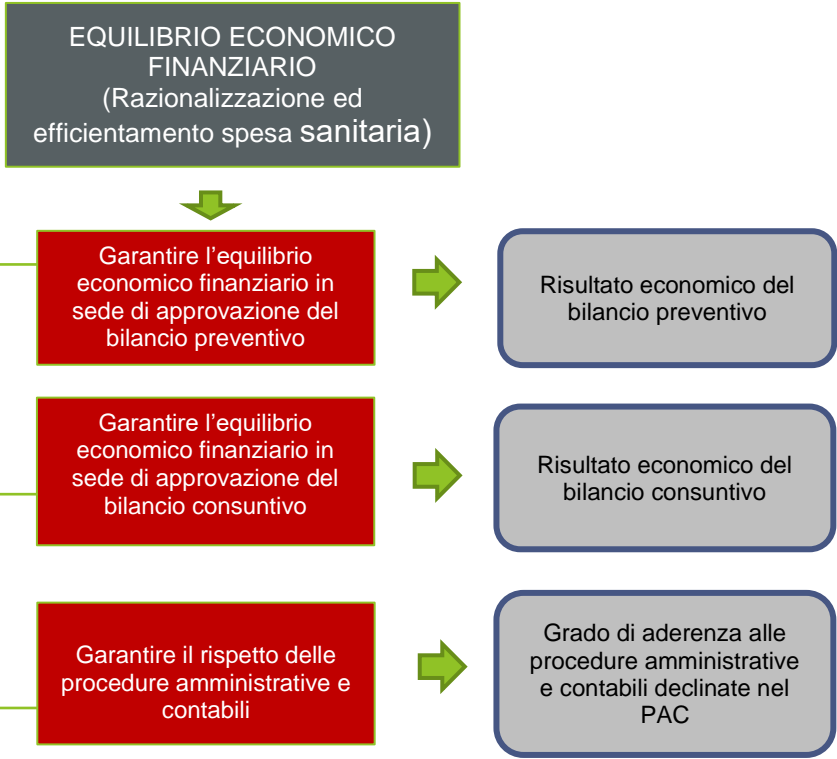 EQUILIBRIO ECONOMICO
FINANZIARIO
(Razionalizzazione ed
efficientamento spesa sanitaria)
Garantire l’equilibrio
economico finanziario in
sede di approvazione del
bilancio preventivo
Risultato economico del
bilancio preventivo
Garantire l’equilibrio
economico finanziario in
sede di approvazione del
bilancio consuntivo
Risultato economico del
bilancio consuntivo
Garantire il rispetto delle
procedure amministrative e
contabili
Grado di aderenza alle
procedure amministrative
e contabili declinate nel
PAC